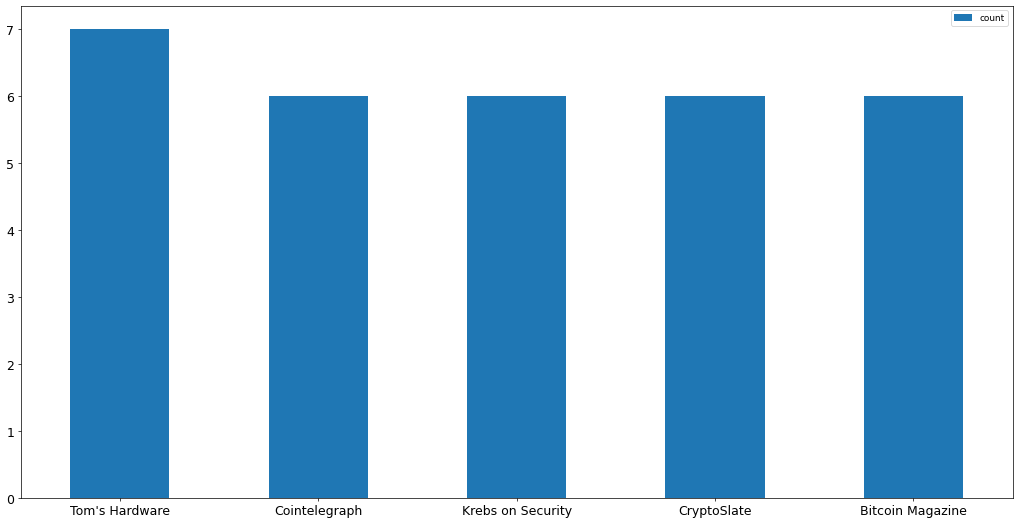 count
7
6
5
4
3
2
1
0
Tom's Hardware
Cointelegraph
Krebs on Security
CryptoSlate
Bitcoin Magazine